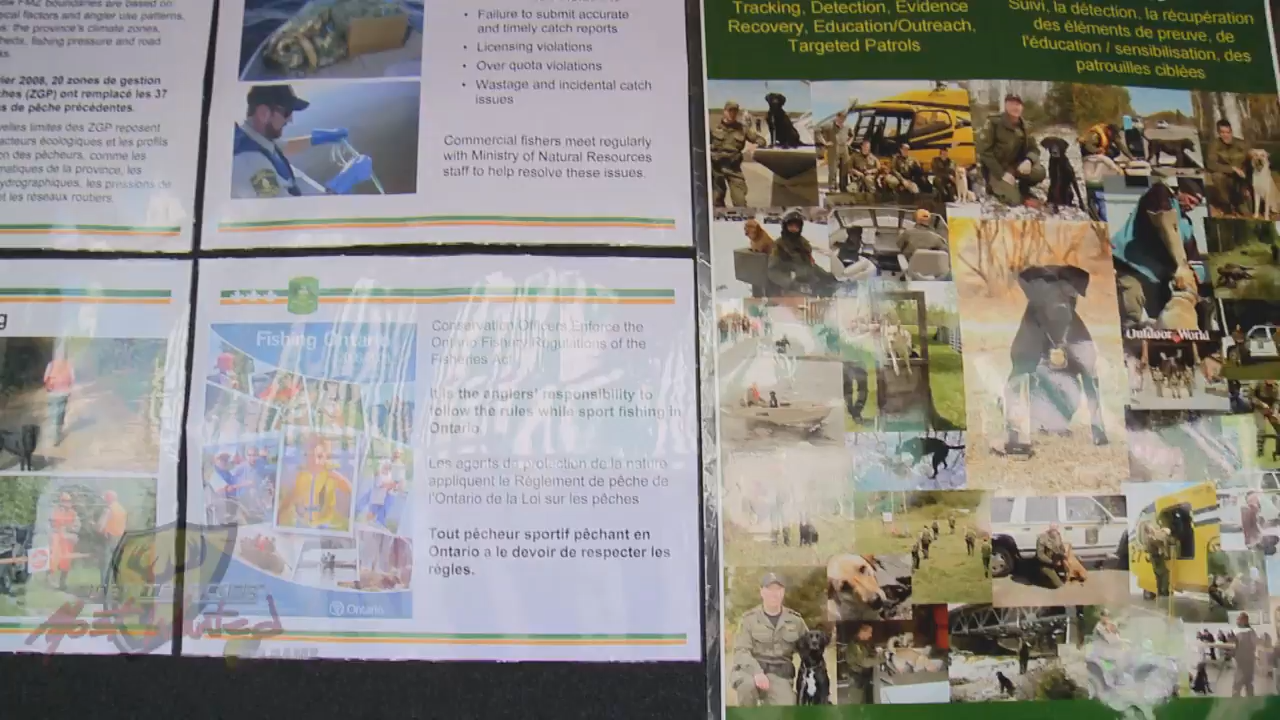 FMZ boundaries are based on
factors and angler use patterns,
the province's climate zones,
fishing pressure and road
2008, 20 zones de gestion
(ZGP) ont remplacé les 37
de pêche précédentes.
limites des ZGP reposent
écologiques et les profils
des pêcheurs, comme les
de la province, les
les pressions de
et les réseaux routiers.
• Failure to submit accurate
and timely catch reports
• Licensing violations
• Over quota violations
• Wastage and incidental catch
issues
Commercial fishers meet regularly
with Ministry of Natural Resources
staff to help resolve these issues.
Fishing Ontario
Conservation Officers Enforce the
Ontario Fishing Regulations of the
Fisheries Act
It is the anglers' responsibility to
follow the rules while sport fishing in
Ontario
Les agents de protection de la nature
appliquent le Règlement de pêche de
l'Ontario de la Loi sur les pêches
Tout pêcheur sportif pêchant en
Ontario a le devoir de respecter les
règles.
Ontario
Tracking, Detection, Evidence
Recovery, Education/Outreach,
Targeted Patrols
Suivi, la détection, la récupération
des éléments de preuve, de
l'éducation / sensibilisation, des
patrouilles ciblées
Outdoor World